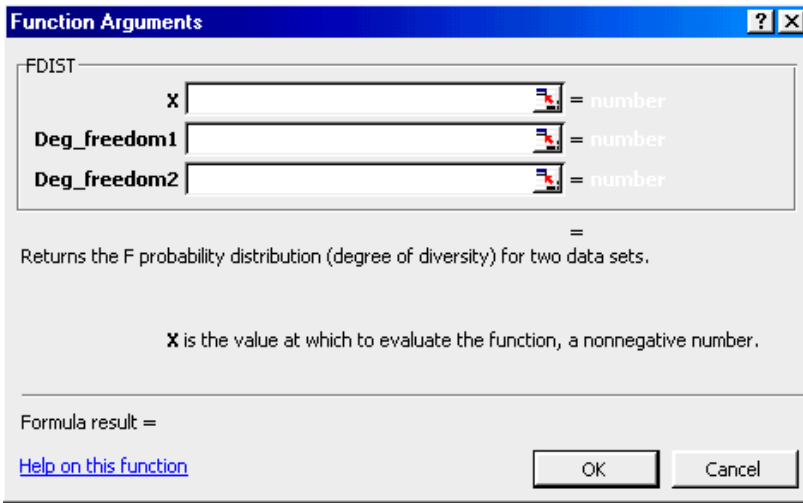 Function Arguments
FDIST
X = number
Deg_freedom1 = number
Deg_freedom2 = number
=
Returns the F probability distribution (degree of diversity) for two data sets.
X is the value at which to evaluate the function, a nonnegative number.
Formula result =
Help on this function
OK Cancel